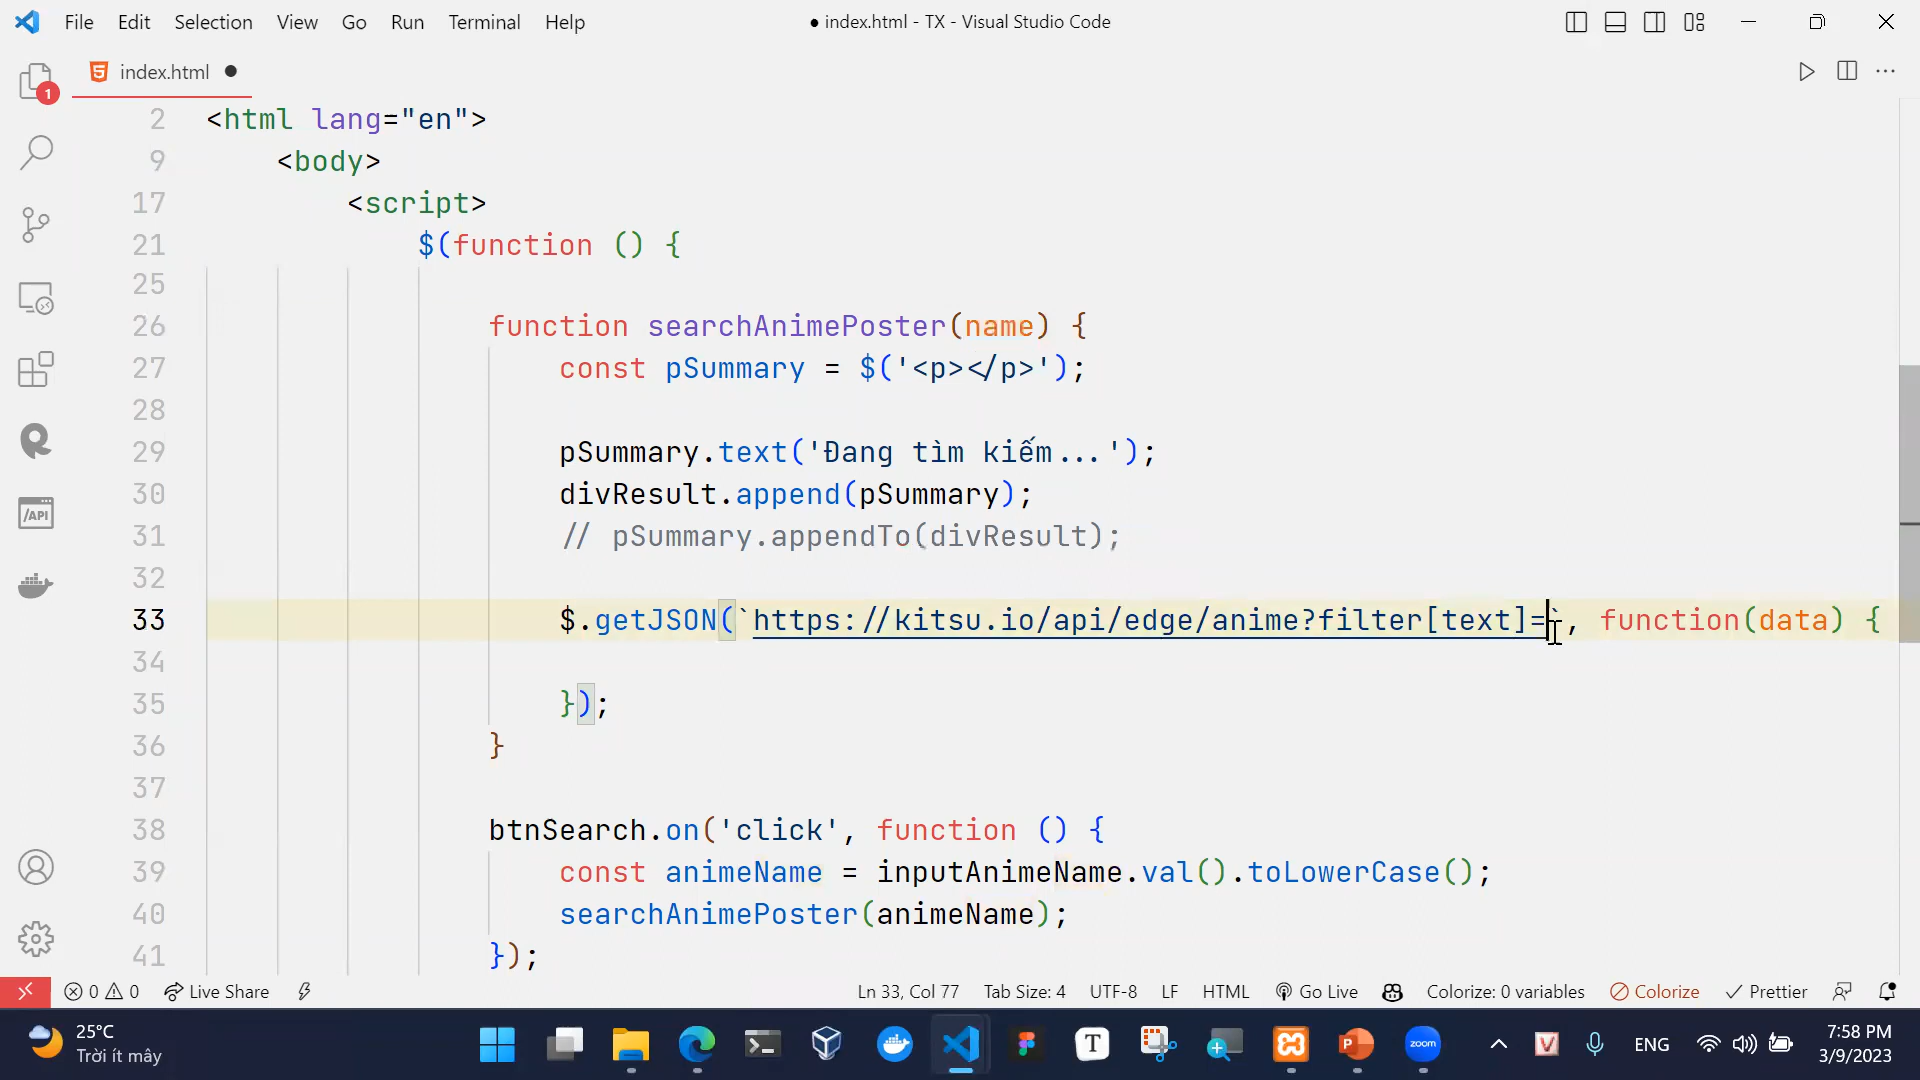 File Edit Selection View Go Run Terminal Help
● index.html - TX - Visual Studio Code
index.html
1
2 <html lang="en">
9 <body>
17 <script>
21 $(function () {
25
26 function searchAnimePoster(name) {
27 const pSummary = $('<p></p>');
28
29 pSummary.text('Đang tìm kiếm...');
30 divResult.append(pSummary);
31 // pSummary.appendTo(divResult);
32
33 $.getJSON(`https://kitsu.io/api/edge/anime?filter[text]=`, function(data) {
34
35 });
36 }
37
38 btnSearch.on('click', function () {
39 const animeName = inputAnimeName.val().toLowerCase();
40 searchAnimePoster(animeName);
41 });
/API
0 0 Live Share Ln 33, Col 77 Tab Size: 4 UTF-8 LF HTML Go Live Colorize: 0 variables Colorize Prettier
25°C
Trời ít mây
T
zoom
V
ENG
7:58 PM
3/9/2023